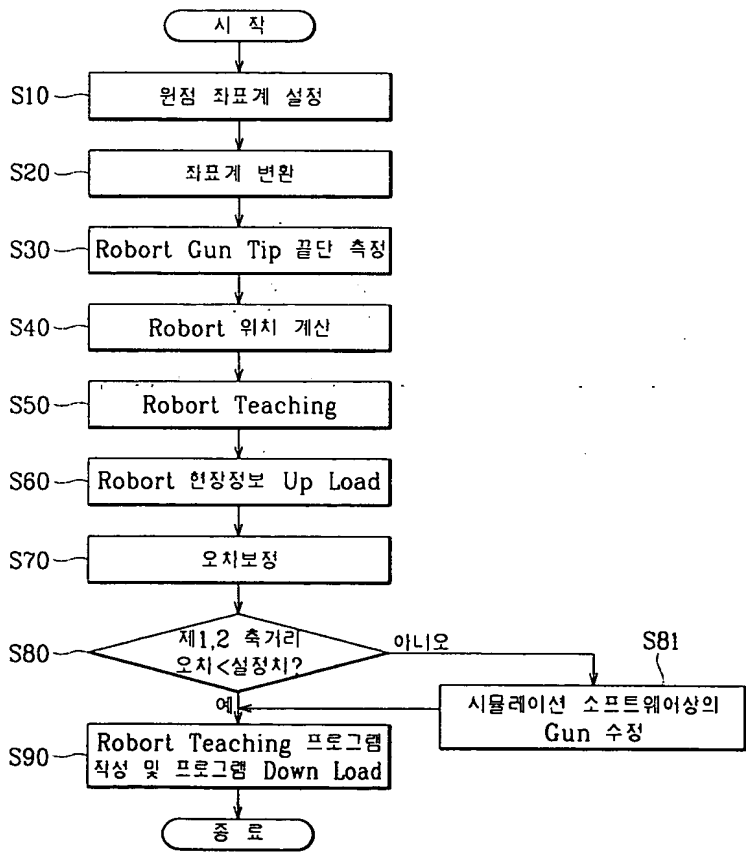 시 작
S10
원점 좌표계 설정
S20
좌표계 변환
S30
Robort Gun Tip 끝단 측정
S40
Robort 위치 계산
S50
Robort Teaching
S60
Robort 현장정보 Up Load
S70
오차보정
S80
제1,2 축거리
오차<설정치?
아니오
예
S81
시뮬레이션 소프트웨어상의
Gun 수정
S90
Robort Teaching 프로그램
작성 및 프로그램 Down Load
종 료